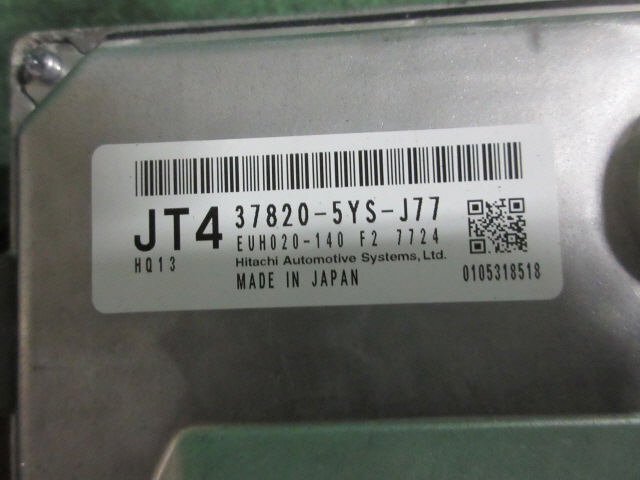 JT4 37820-5YS-J77
EUH020-140 F2 7724
HQ13 Hitachi Automotive Systems, Ltd.
MADE IN JAPAN 0105318518